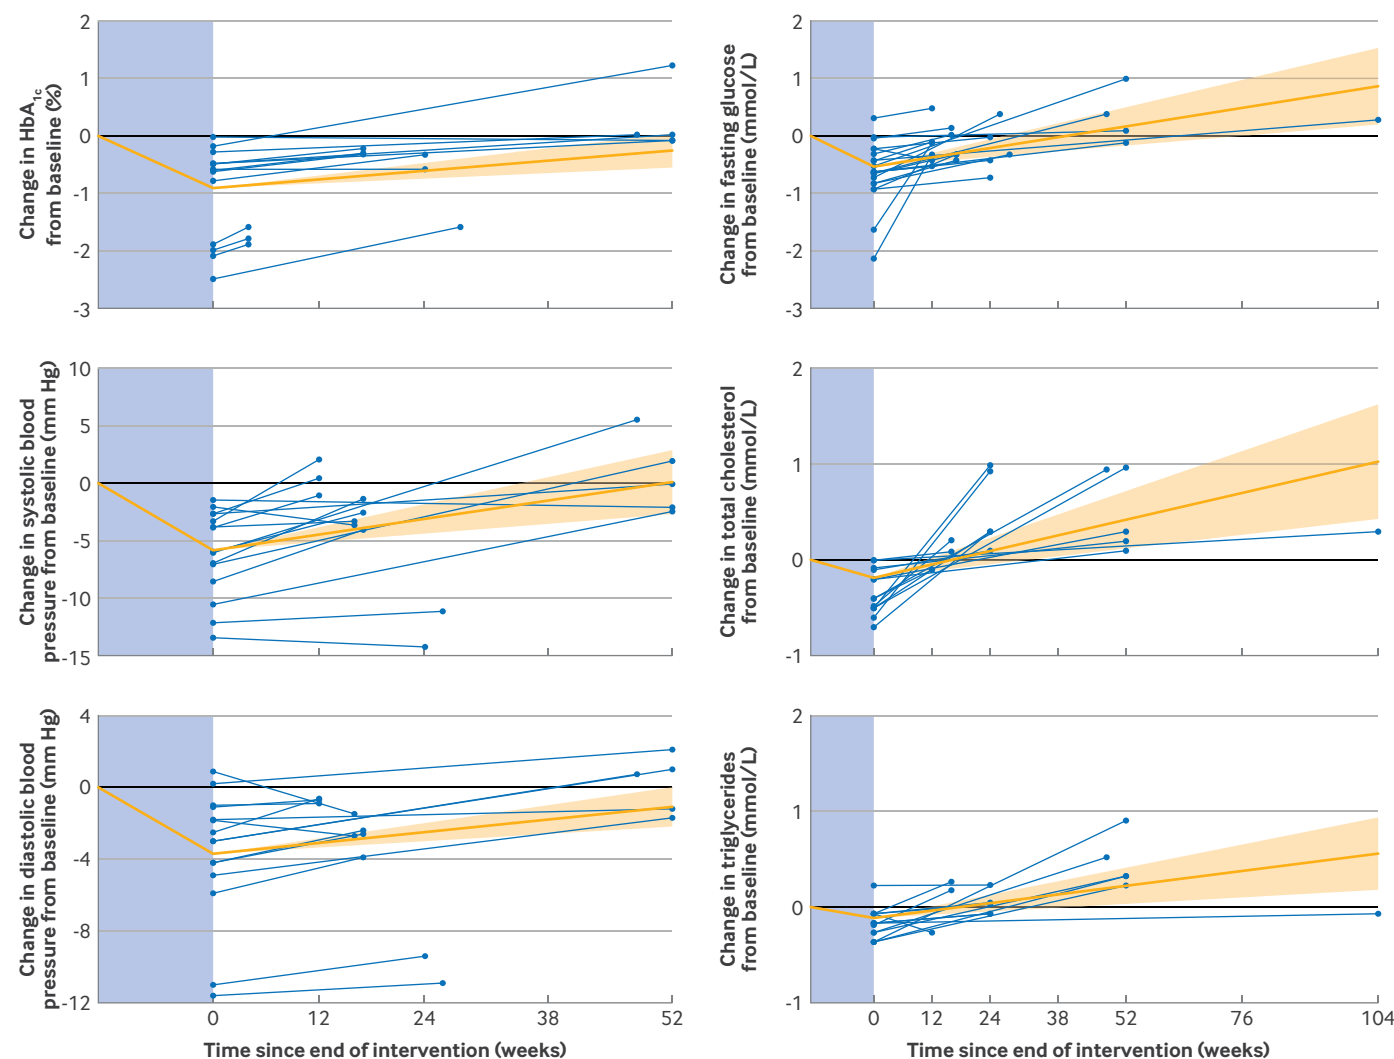 Change in HbA1c
from baseline (%)
2
1
0
-1
-2
-3
Change in fasting glucose
from baseline (mmol/L)
2
1
0
-1
-2
-3
Change in systolic blood
pressure from baseline (mm Hg)
10
5
0
-5
-10
-15
Change in total cholesterol
from baseline (mmol/L)
2
1
0
-1
Change in diastolic blood
pressure from baseline (mm Hg)
4
0
-4
-8
-12
0 12 24 38 52
Time since end of intervention (weeks)
Change in triglycerides
from baseline (mmol/L)
2
1
0
-1
0 12 24 38 52 76 104
Time since end of intervention (weeks)